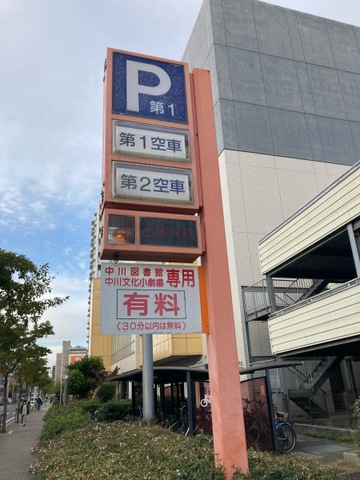 P
第1
第1空車
第2空車
中川図書館
中川文化小劇場
専用
有料
(30分以内は無料)